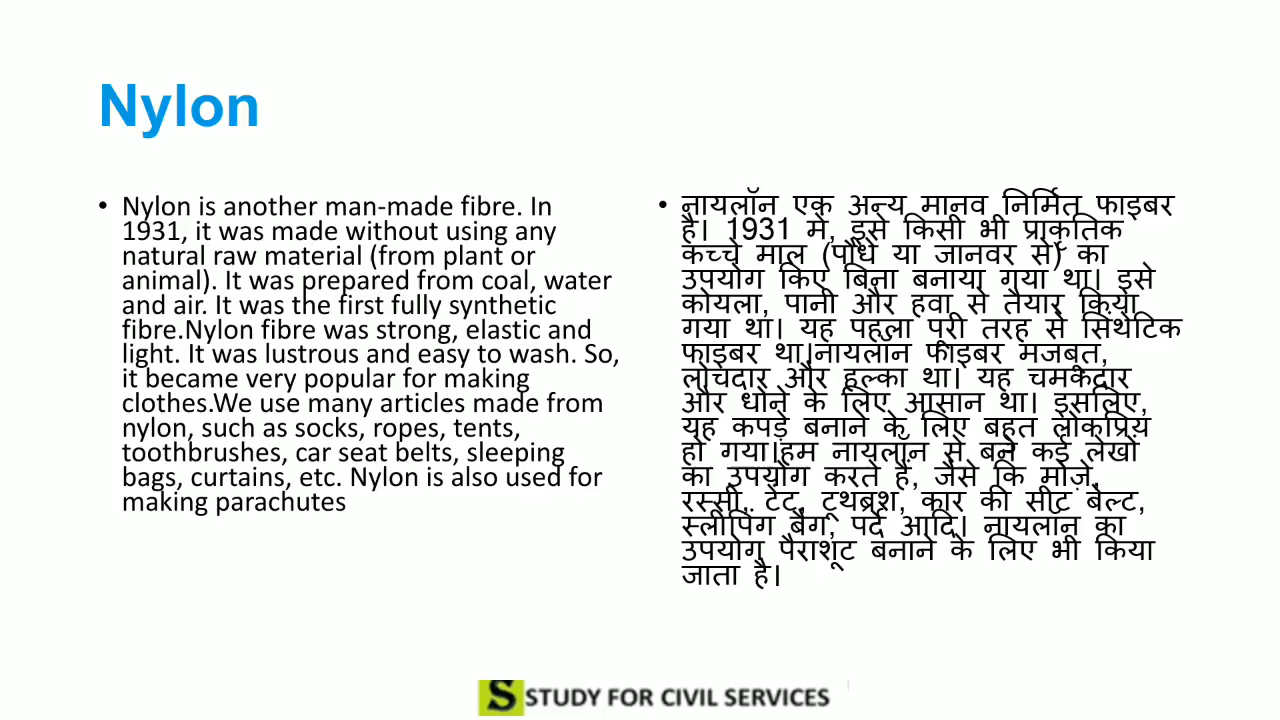 Nylon
• Nylon is another man-made fibre. In
1931, it was made without using any
natural raw material (from plant or
animal). It was prepared from coal, water
and air. It was the first fully synthetic
fibre.Nylon fibre was strong, elastic and
light. It was lustrous and easy to wash. So,
it became very popular for making
clothes.We use many articles made from
nylon, such as socks, ropes, tents,
toothbrushes, car seat belts, sleeping
bags, curtains, etc. Nylon is also used for
making parachutes
• नायलॉन एक अन्य मानव निर्मित फाइबर
है। 1931 में, इसे किसी भी प्राकृतिक
कच्चे माल (पौधे या जानवर से) का
उपयोग किए बिना बनाया गया था। इसे
कोयला, पानी और हवा से तैयार किया
गया था। यह पहला पूरी तरह से सिंथेटिक
फाइबर था।नायलॉन फाइबर मजबूत,
लोचदार और हल्का था। यह चमकदार
और धोने के लिए आसान था। इसलिए,
यह कपड़े बनाने के लिए बहुत लोकप्रिय
हो गया।हम नायलॉन से बने कई लेखों
का उपयोग करते हैं, जैसे कि मोज़े,
रस्सी, टेंट, टूथब्रश, कार की सीट बेल्ट,
स्लीपिंग बैग, पर्दे आदि। नायलॉन का
उपयोग पैराशूट बनाने के लिए भी किया
जाता है।
S STUDY FOR CIVIL SERVICES